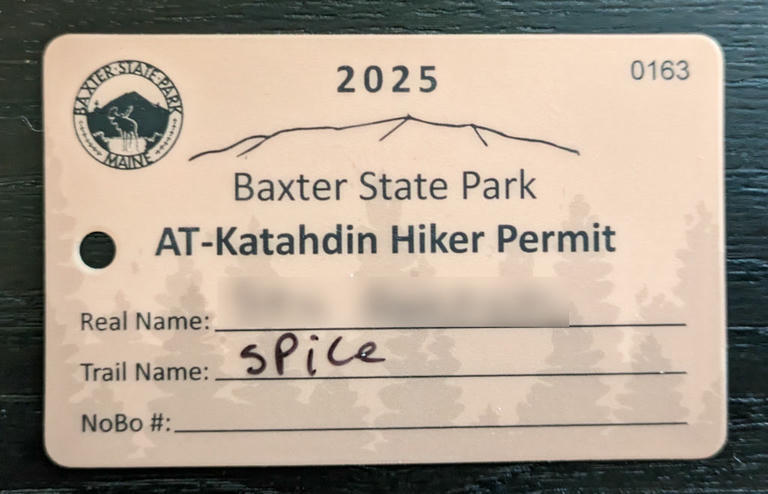 BAXTER·STATE·PARK
MAINE
2025
0163
Baxter State Park
AT-Katahdin Hiker Permit
Real Name:
Trail Name: spice
NoBo #: